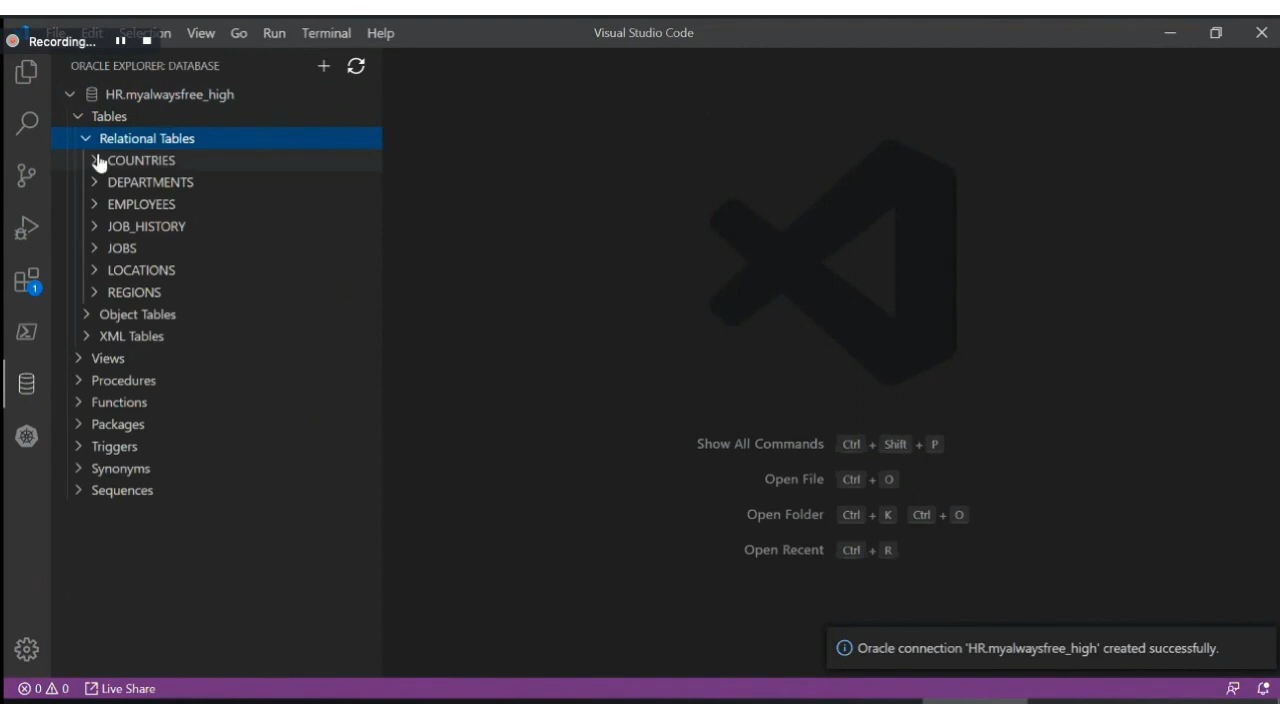 File Edit Selection View Go Run Terminal Help
Visual Studio Code
Recording...
ORACLE EXPLORER: DATABASE
HR.myalwaysfree_high
Tables
Relational Tables
COUNTRIES
DEPARTMENTS
EMPLOYEES
JOB_HISTORY
JOBS
LOCATIONS
REGIONS
Object Tables
XML Tables
Views
Procedures
Functions
Packages
Triggers
Synonyms
Sequences
1
Show All Commands Ctrl + Shift + P
Open File Ctrl + O
Open Folder Ctrl + K Ctrl + O
Open Recent Ctrl + R
Oracle connection 'HR.myalwaysfree_high' created successfully.
0 0 Live Share